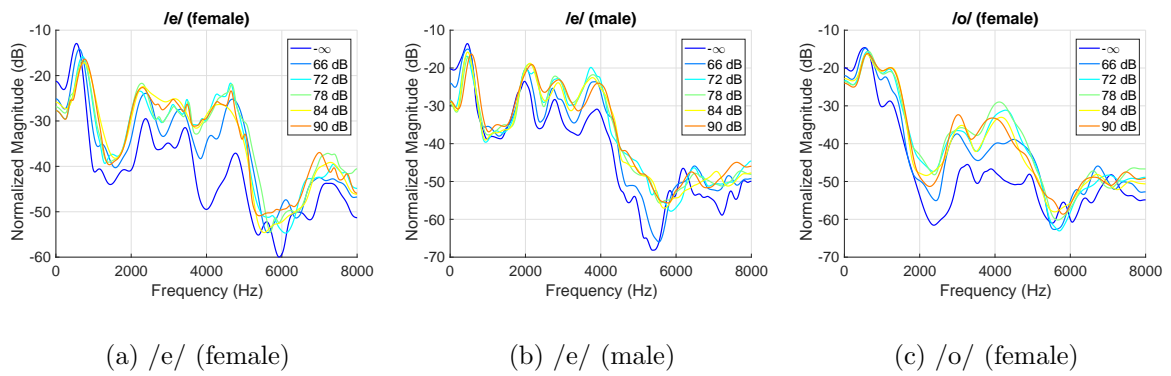 /e/ (female)
-10
-20
-30
-40
-50
-60
0
2000
4000
6000
8000
Frequency (Hz)
Normalized Magnitude (dB)
-∞
66 dB
72 dB
78 dB
84 dB
90 dB
(a) /e/ (female)
/e/ (male)
-10
-20
-30
-40
-50
-60
-70
0
2000
4000
6000
8000
Frequency (Hz)
Normalized Magnitude (dB)
-∞
66 dB
72 dB
78 dB
84 dB
90 dB
(b) /e/ (male)
/o/ (female)
-10
-20
-30
-40
-50
-60
-70
0
2000
4000
6000
8000
Frequency (Hz)
Normalized Magnitude (dB)
-∞
66 dB
72 dB
78 dB
84 dB
90 dB
(c) /o/ (female)